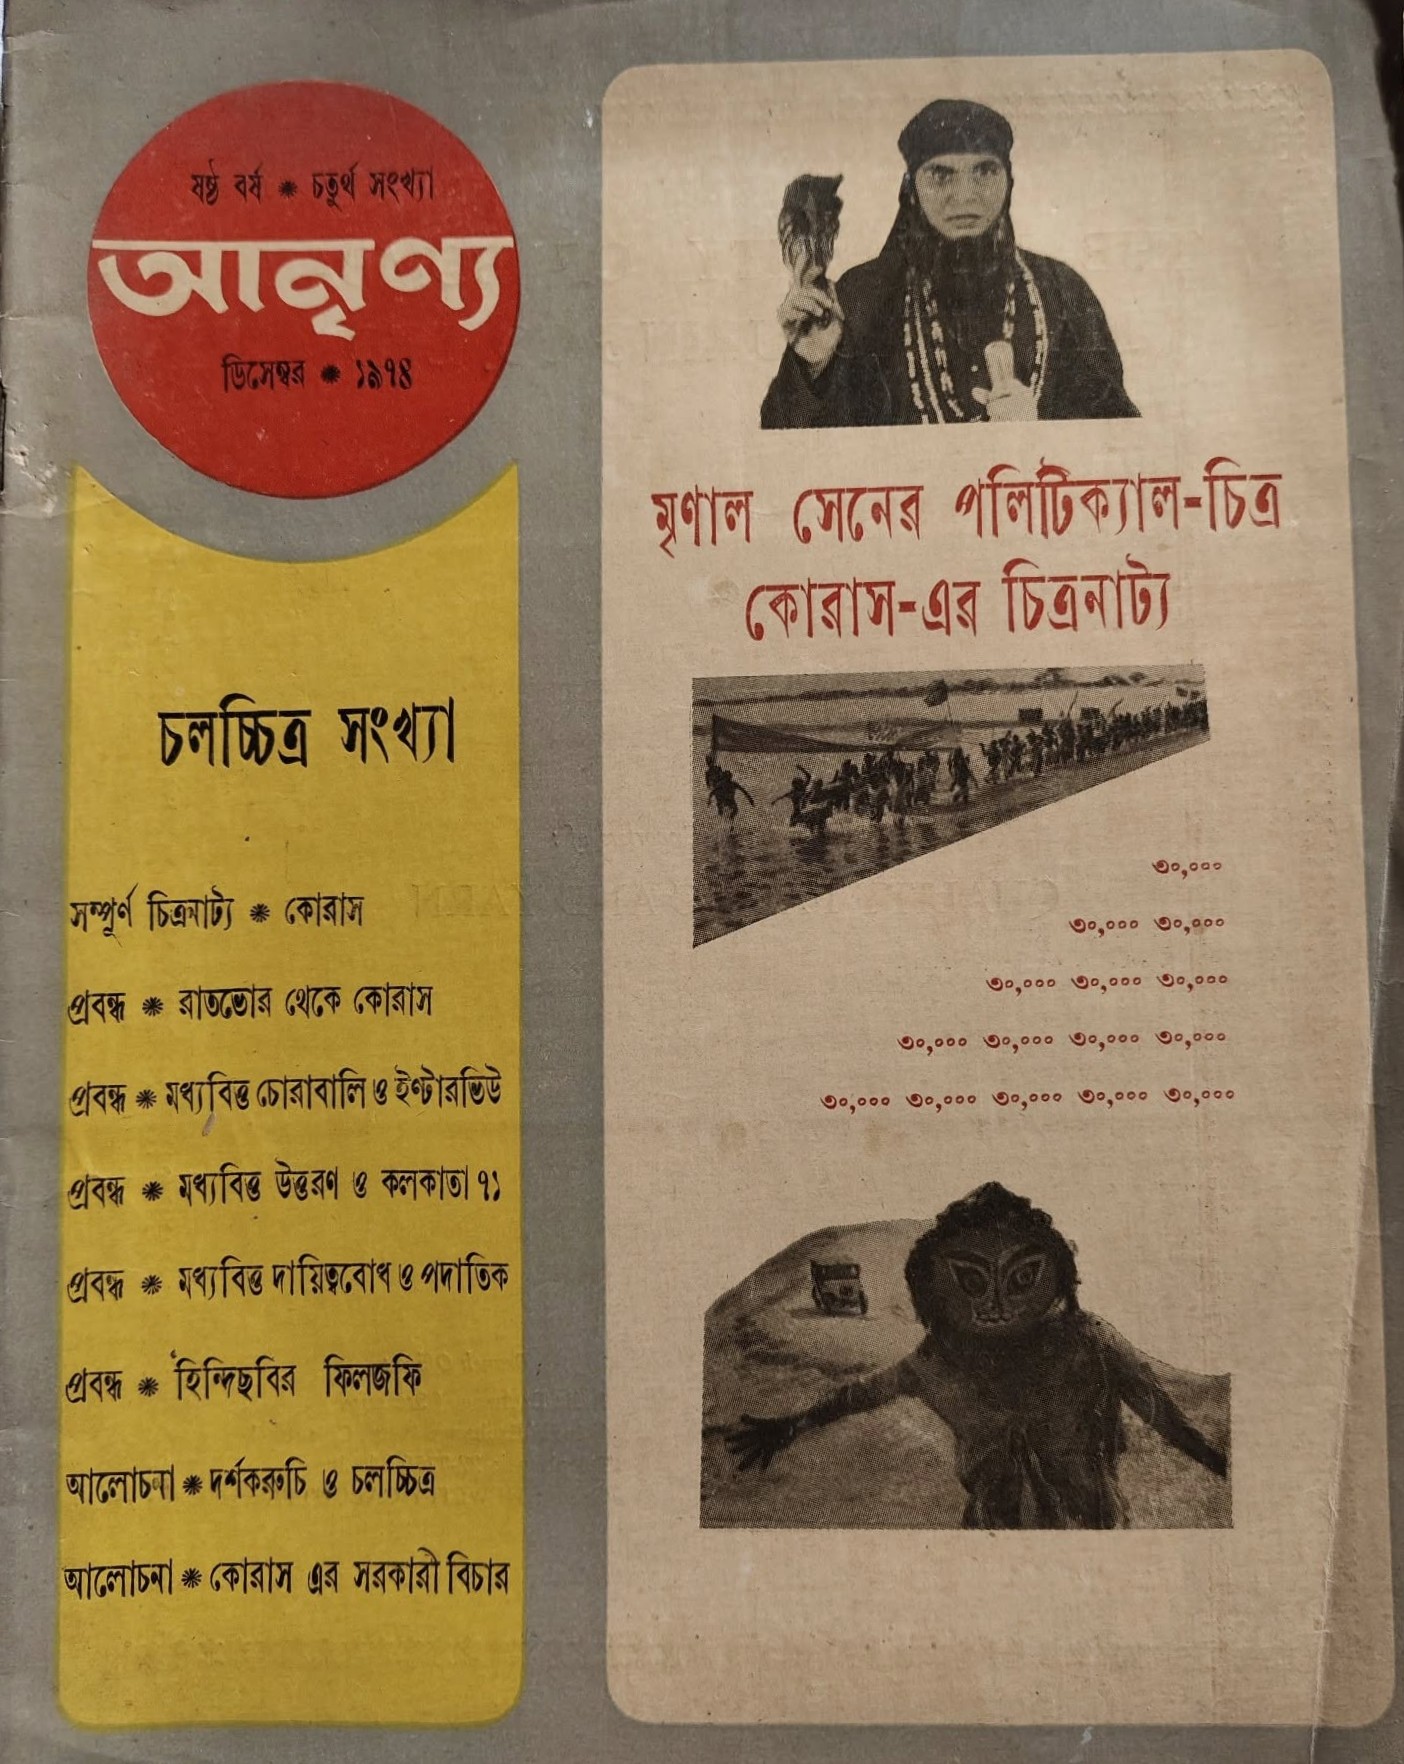 ষষ্ঠ বর্ষ ✺ চতুর্থ সংখ্যা
আনৃণ্য
ডিসেম্বর ✺ ১৯৭৪
চলচ্চিত্র সংখ্যা
সম্পূর্ণ চিত্রনাট্য ✺ কোরাস
প্রবন্ধ ✺ রাতভোর থেকে কোরাস
প্রবন্ধ ✺ মধ্যবিত্ত চোরাবালি ও ইণ্টারভিউ
প্রবন্ধ ✺ মধ্যবিত্ত উত্তরণ ও কলকাতা ৭১
প্রবন্ধ ✺ মধ্যবিত্ত দায়িত্ববোধ ও পদাতিক
প্রবন্ধ ✺ হিন্দিছবির ফিলজফি
আলোচনা ✺ দর্শকরুচি ও চলচ্চিত্র
আলোচনা ✺ কোরাস এর সরকারী বিচার
মৃণাল সেনের পলিটিক্যাল-চিত্র
কোরাস-এর চিত্রনাট্য
৩০,০০০
৩০,০০০ ৩০,০০০
৩০,০০০ ৩০,০০০ ৩০,০০০
৩০,০০০ ৩০,০০০ ৩০,০০০ ৩০,০০০
৩০,০০০ ৩০,০০০ ৩০,০০০ ৩০,০০০ ৩০,০০০